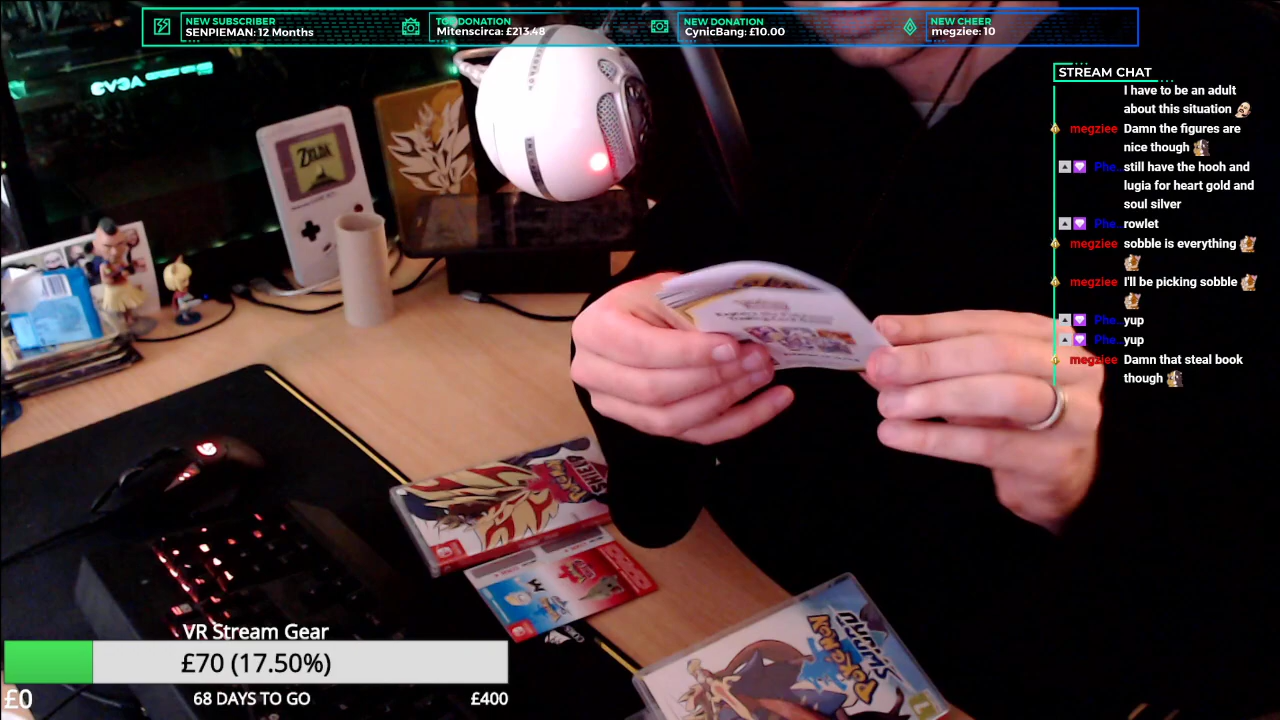 NEW SUBSCRIBER
SENPIEMAN: 12 Months
TOP DONATION
Mitenscirca: £213.48
NEW DONATION
CynicBang: £10.00
NEW CHEER
megziee: 10
STREAM CHAT
I have to be an adult
about this situation
megziee Damn the figures are
nice though
Phe.. still have the hooh and
lugia for heart gold and
soul silver
Phe.. rowlet
megziee sobble is everything
megziee I'll be picking sobble
Phe.. yup
Phe.. yup
megziee Damn that steal book
though
EVGA
ZELDA
POKÉMON
SHIELD
POKÉMON
SWORD
VR Stream Gear
£70 (17.50%)
£0
68 DAYS TO GO
£400